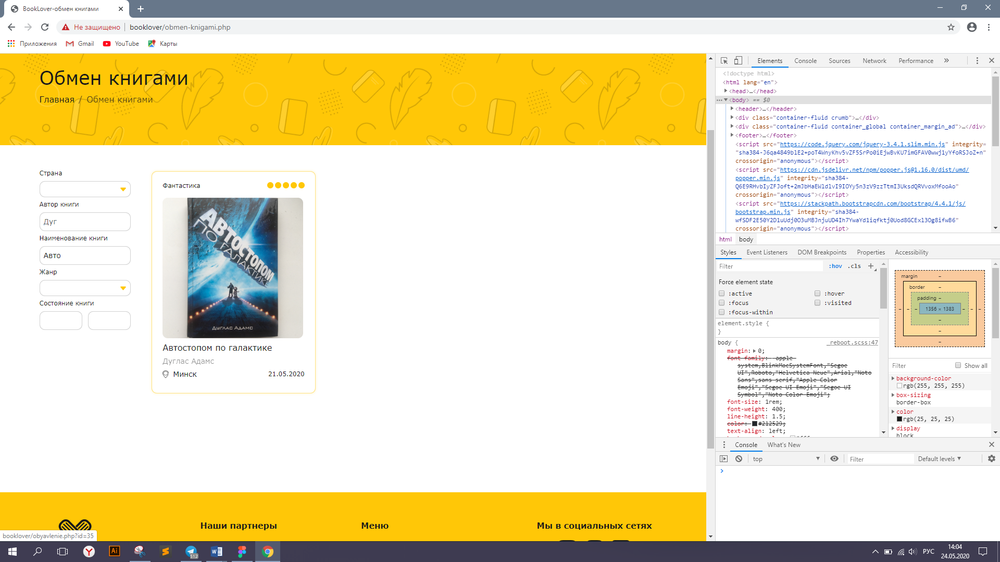 BookLover-обмен книгами
Не защищено
booklover/obmen-knigami.php
Приложения
Gmail
YouTube
Карты
Обмен книгами
Главная / Обмен книгами
Страна
Автор книги
Дуг
Наименование книги
Авто
Жанр
Состояние книги
Фантастика
АВТОСТОПОМ
ПО ГАЛАКТИКЕ
ДУГЛАС АДАМС
Автостопом по галактике
Дуглас Адамс
Минск
21.05.2020
Наши партнеры
Меню
Мы в социальных сетях
booklover/obyavlenie.php?id=35
Elements
Console
Sources
Network
Performance
»
<!doctype html>
<html lang="en">
<head>…</head>
<body> == $0
<header>…</header>
<div class="container-fluid crumb">…</div>
<div class="container-fluid container_global container_margin_ad">…</div>
<footer>…</footer>
<script src="https://code.jquery.com/jquery-3.4.1.slim.min.js" integrity=
"sha384-J6qa4849blE2+poT4WnyKhv5vZF5SrPo0iEjwBvKU7imGFAV0wwj1yYfoRSJoZ+n"
crossorigin="anonymous"></script>
<script src="https://cdn.jsdelivr.net/npm/popper.js@1.16.0/dist/umd/
popper.min.js" integrity="sha384-
Q6E9RHvbIyZFJoft+2mJbHaEWldlvI9IOYy5n3zV9zzTtmI3UksdQRVvoxMfooAo"
crossorigin="anonymous"></script>
<script src="https://stackpath.bootstrapcdn.com/bootstrap/4.4.1/js/
bootstrap.min.js" integrity="sha384-
wfSDF2E50Y2D1uUdj0O3uMBJnjuUD4Ih7YwaYd1iqfktj0Uod8GCExl3Og8ifwB6"
crossorigin="anonymous"></script>
html
body
Styles
Event Listeners
DOM Breakpoints
Properties
Accessibility
Filter
:hov
.cls
Force element state
:active
:hover
:focus
:visited
:focus-within
element.style {
}
body {
_reboot.scss:47
margin: 0;
font-family: -apple-
system,BlinkMacSystemFont,"Segoe
UI",Roboto,"Helvetica Neue",Arial,"Noto
Sans",sans-serif,"Apple Color
Emoji","Segoe UI Emoji","Segoe UI
Symbol","Noto Color Emoji";
font-size: 1rem;
font-weight: 400;
line-height: 1.5;
color: #212529;
text-align: left;
margin
border
padding
1356 × 1383
Filter
Show all
background-color
rgb(255, 255, 255)
box-sizing
border-box
color
rgb(25, 25, 25)
display
block
Console
What's New
top
Filter
Default levels
Ai
512
РУС
14:04
24.05.2020